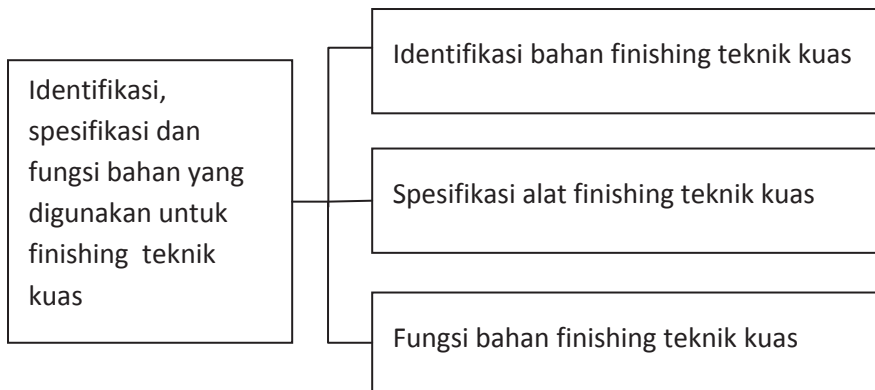 Identifikasi,
spesifikasi dan
fungsi bahan yang
digunakan untuk
finishing teknik
kuas
Identifikasi bahan finishing teknik kuas
Spesifikasi alat finishing teknik kuas
Fungsi bahan finishing teknik kuas